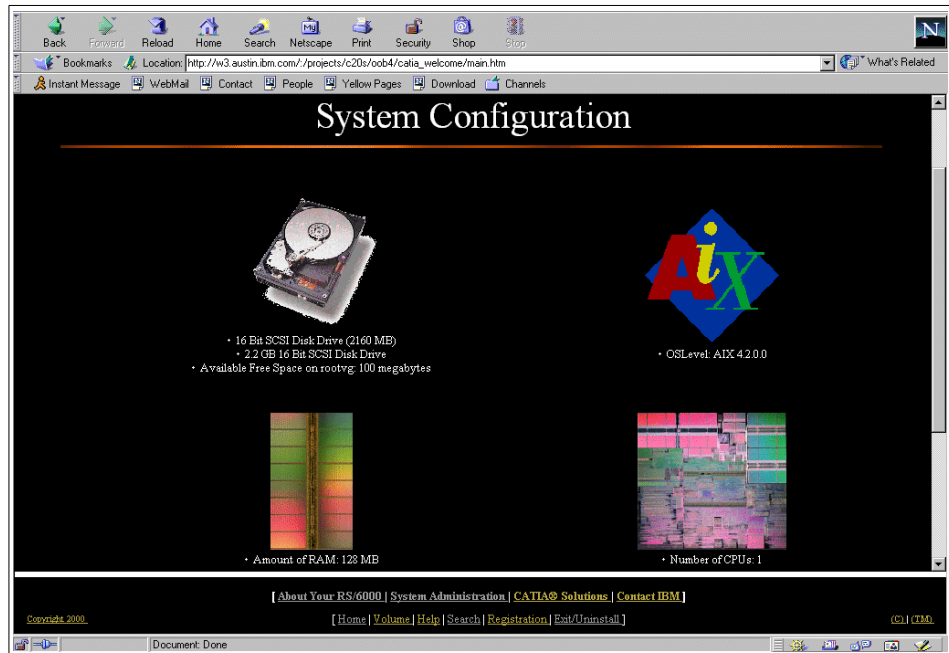 Back Forward Reload Home Search Netscape Print Security Shop Stop
N
Bookmarks Location: http://w3.austin.ibm.com/:/projects/c20s/oob4/catia_welcome/main.htm What's Related
Instant Message WebMail Contact People Yellow Pages Download Channels
System Configuration
AiX
• 16 Bit SCSI Disk Drive (2160 MB)
• 2.2 GB 16 Bit SCSI Disk Drive
• Available Free Space on rootvg: 100 megabytes
• OSLevel: AIX 4.2.0.0
• Amount of RAM: 128 MB
• Number of CPUs: 1
[ About Your RS/6000 | System Administration | CATIA® Solutions | Contact IBM ]
Copyright 2000 [ Home | Volume | Help | Search | Registration | Exit/Uninstall ] (C) | (TM)
Document: Done